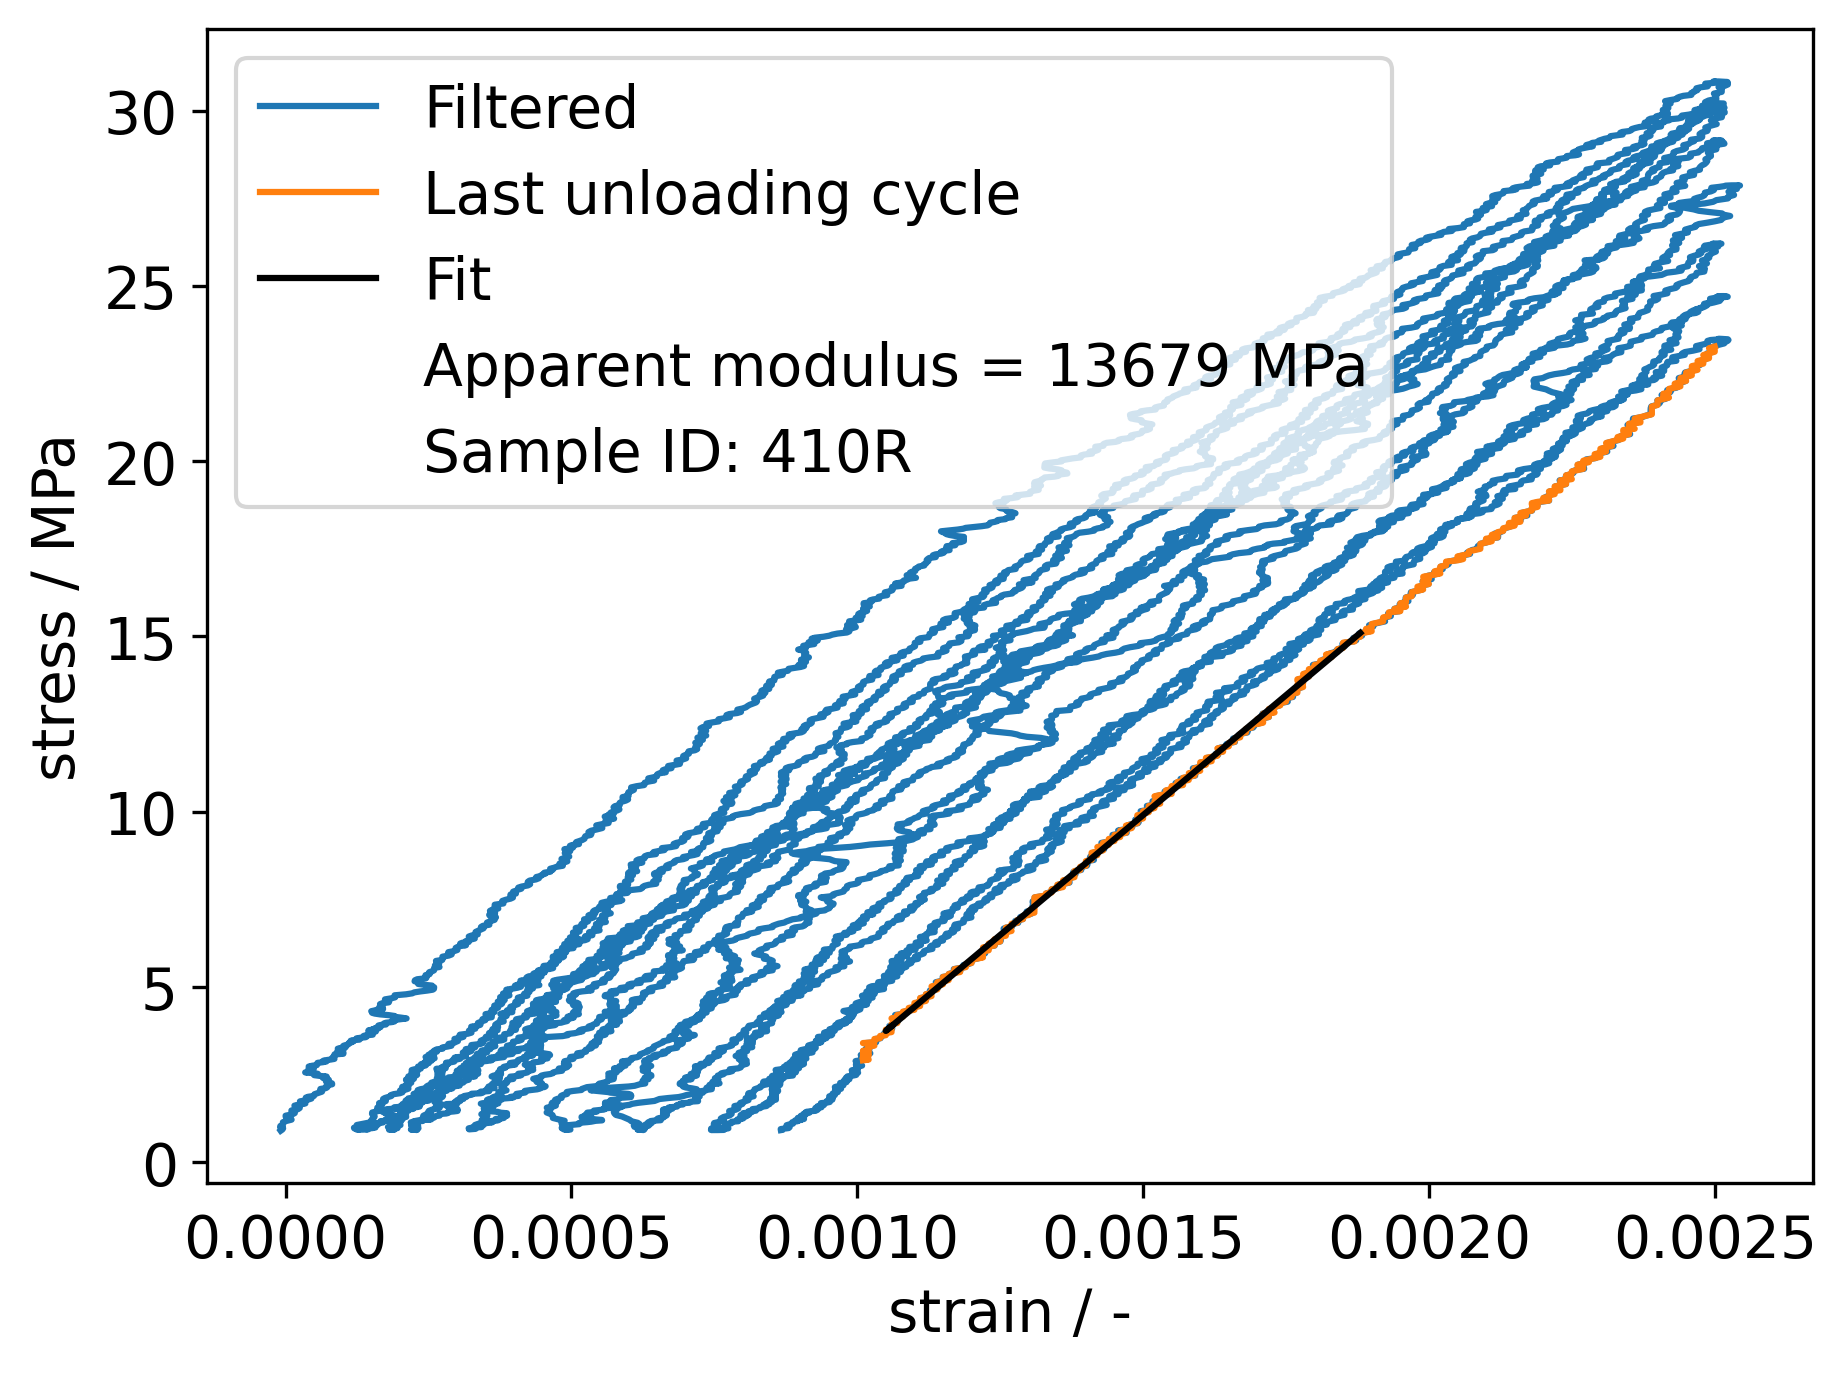 Filtered
Last unloading cycle
Fit
Apparent modulus = 13679 MPa
Sample ID: 410R
stress / MPa
30
25
20
15
10
5
0
0.0000 0.0005 0.0010 0.0015 0.0020 0.0025
strain / -